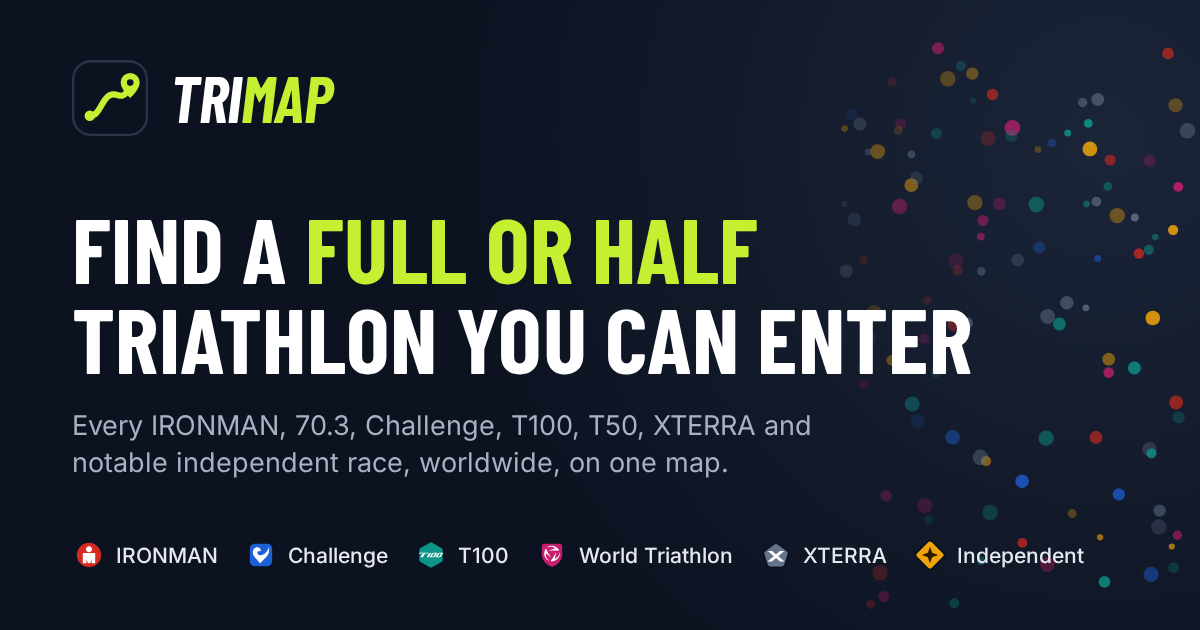 TRIMAP
FIND A FULL OR HALF
TRIATHLON YOU CAN ENTER
Every IRONMAN, 70.3, Challenge, T100, T50, XTERRA and
notable independent race, worldwide, on one map.
IRONMAN Challenge T100 T100 World Triathlon XTERRA Independent